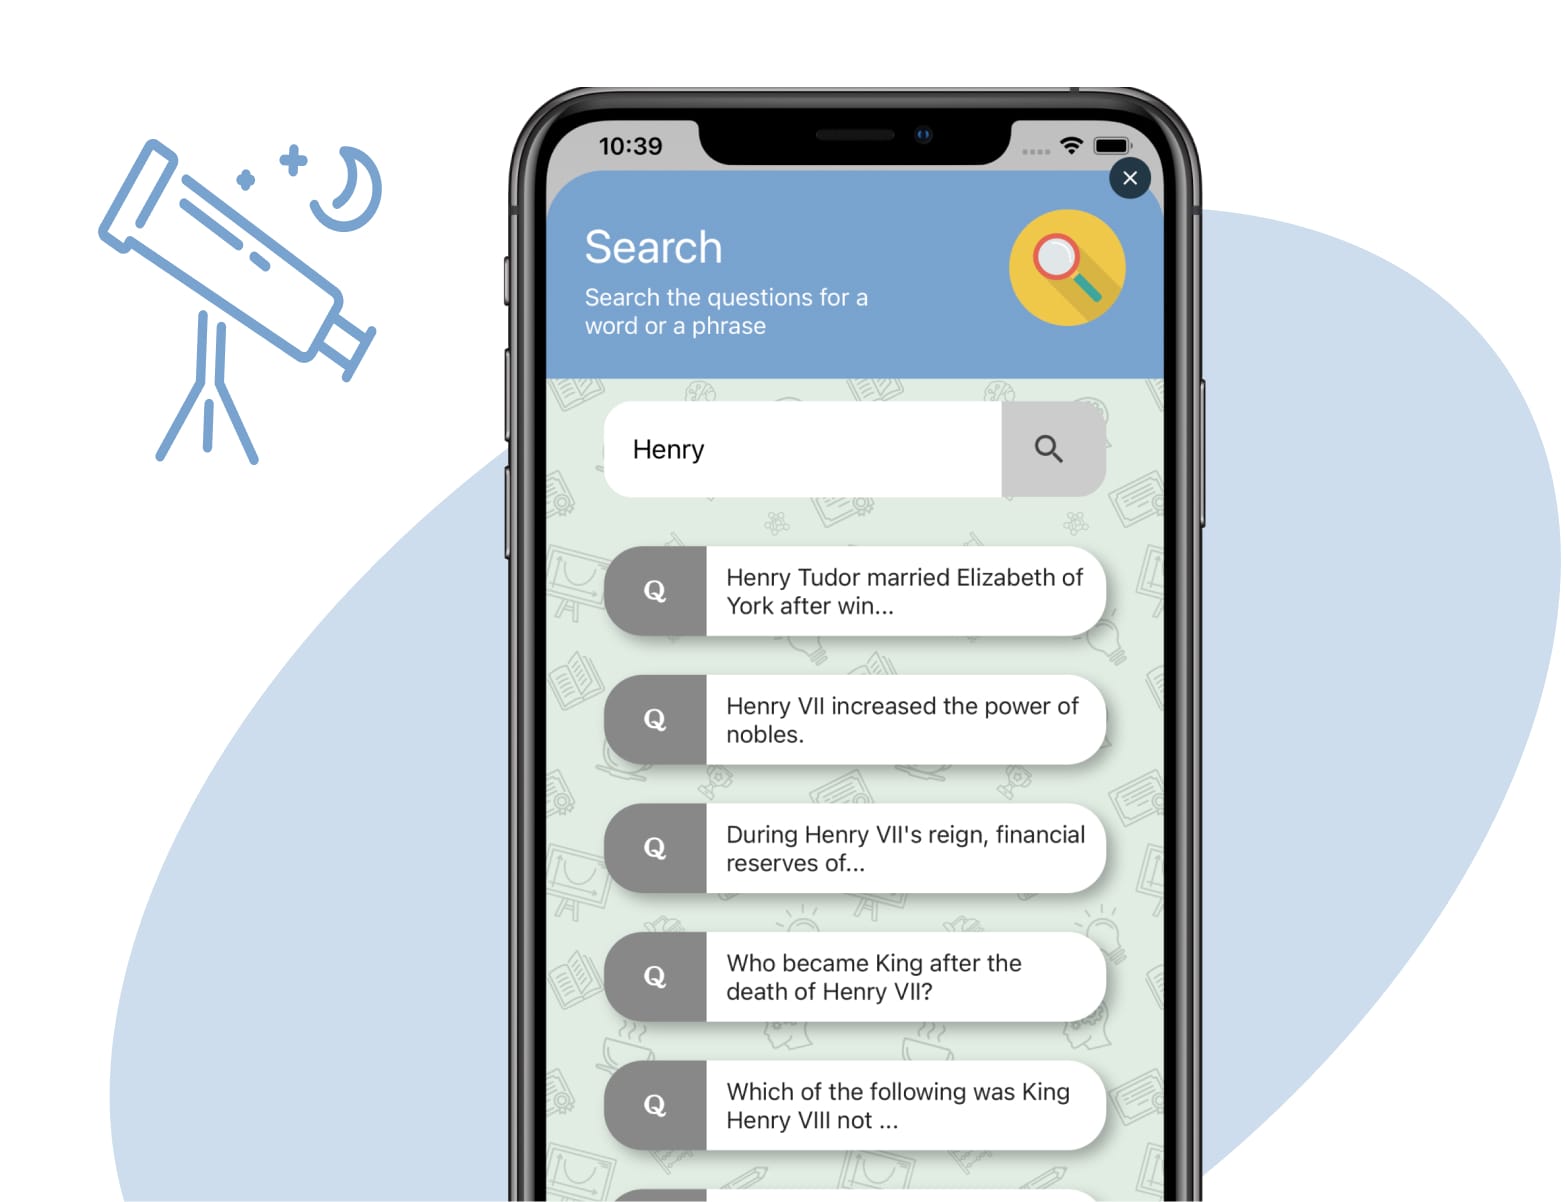 10:39
Search
Search the questions for a
word or a phrase
Henry
Q
Henry Tudor married Elizabeth of
York after win...
Q
Henry VII increased the power of
nobles.
Q
During Henry VII's reign, financial
reserves of...
Q
Who became King after the
death of Henry VII?
Q
Which of the following was King
Henry VIII not ...